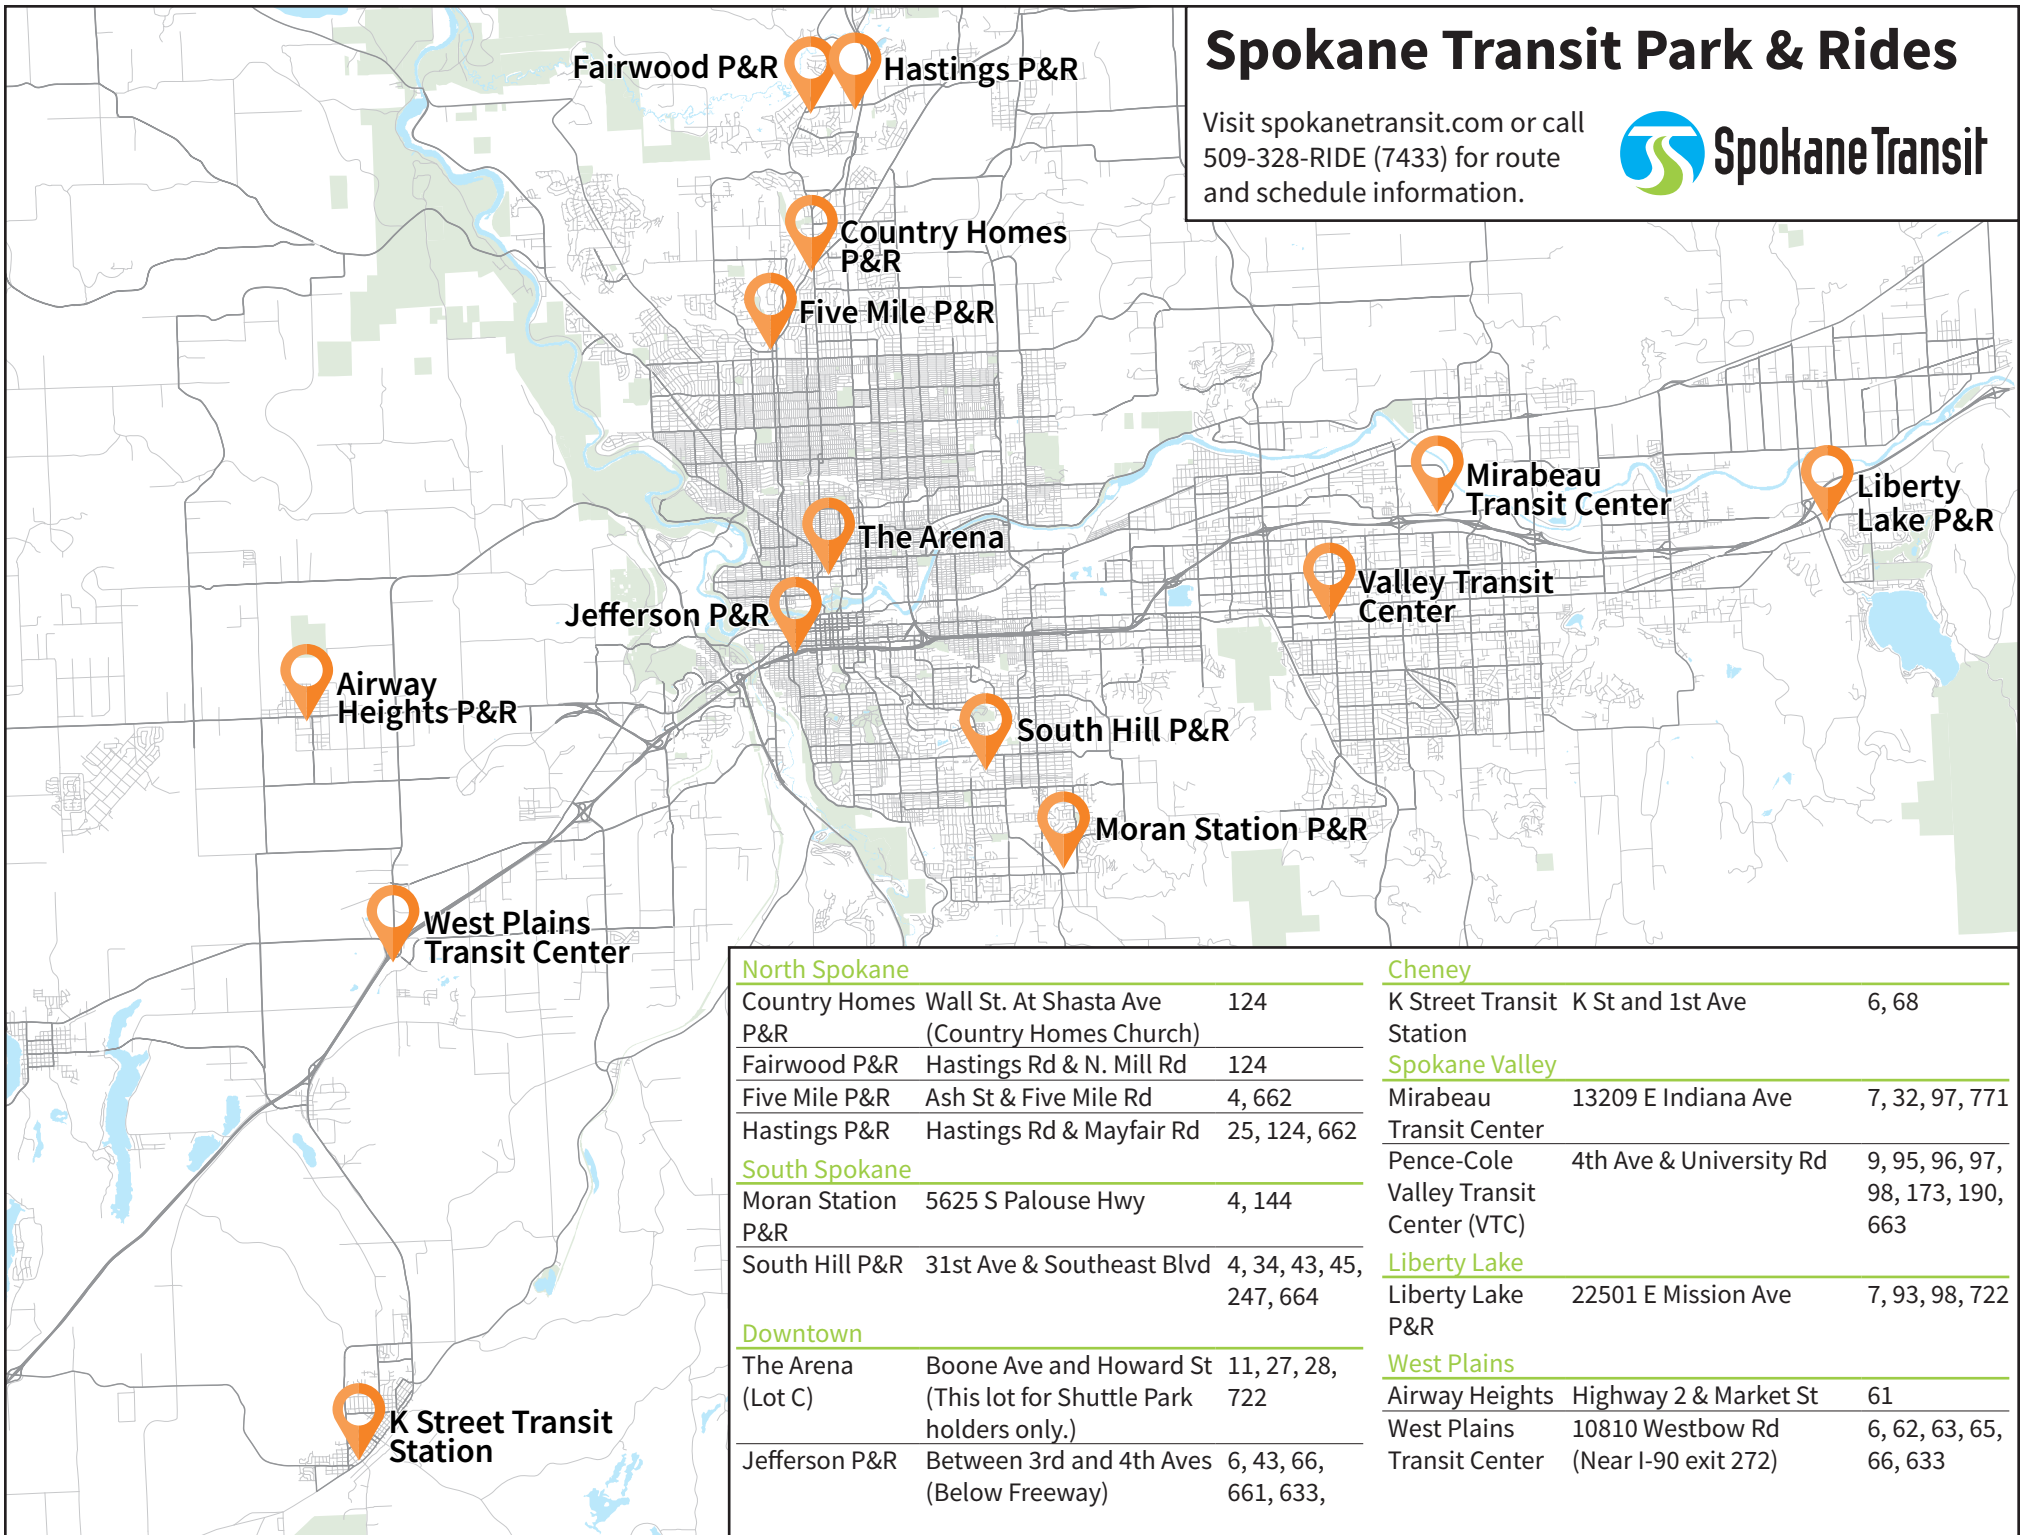 Spokane Transit Park & Rides
Visit spokanetransit.com or call
509-328-RIDE (7433) for route
and schedule information.
Spokane Transit
Fairwood P&R
Hastings P&R
Country Homes
P&R
Five Mile P&R
Mirabeau
Transit Center
Liberty
Lake P&R
The Arena
Valley Transit
Center
Jefferson P&R
Airway
Heights P&R
South Hill P&R
Moran Station P&R
West Plains
Transit Center
K Street Transit
Station
North Spokane
Country Homes Wall St. At Shasta Ave 124
P&R (Country Homes Church)
Fairwood P&R Hastings Rd & N. Mill Rd 124
Five Mile P&R Ash St & Five Mile Rd 4, 662
Hastings P&R Hastings Rd & Mayfair Rd 25, 124, 662
South Spokane
Moran Station 5625 S Palouse Hwy 4, 144
P&R
South Hill P&R 31st Ave & Southeast Blvd 4, 34, 43, 45,
247, 664
Downtown
The Arena Boone Ave and Howard St 11, 27, 28,
(Lot C) (This lot for Shuttle Park 722
holders only.)
Jefferson P&R Between 3rd and 4th Aves 6, 43, 66,
(Below Freeway) 661, 633,
Cheney
K Street Transit K St and 1st Ave 6, 68
Station
Spokane Valley
Mirabeau 13209 E Indiana Ave 7, 32, 97, 771
Transit Center
Pence-Cole 4th Ave & University Rd 9, 95, 96, 97,
Valley Transit 98, 173, 190,
Center (VTC) 663
Liberty Lake
Liberty Lake 22501 E Mission Ave 7, 93, 98, 722
P&R
West Plains
Airway Heights Highway 2 & Market St 61
West Plains 10810 Westbow Rd 6, 62, 63, 65,
Transit Center (Near I-90 exit 272) 66, 633